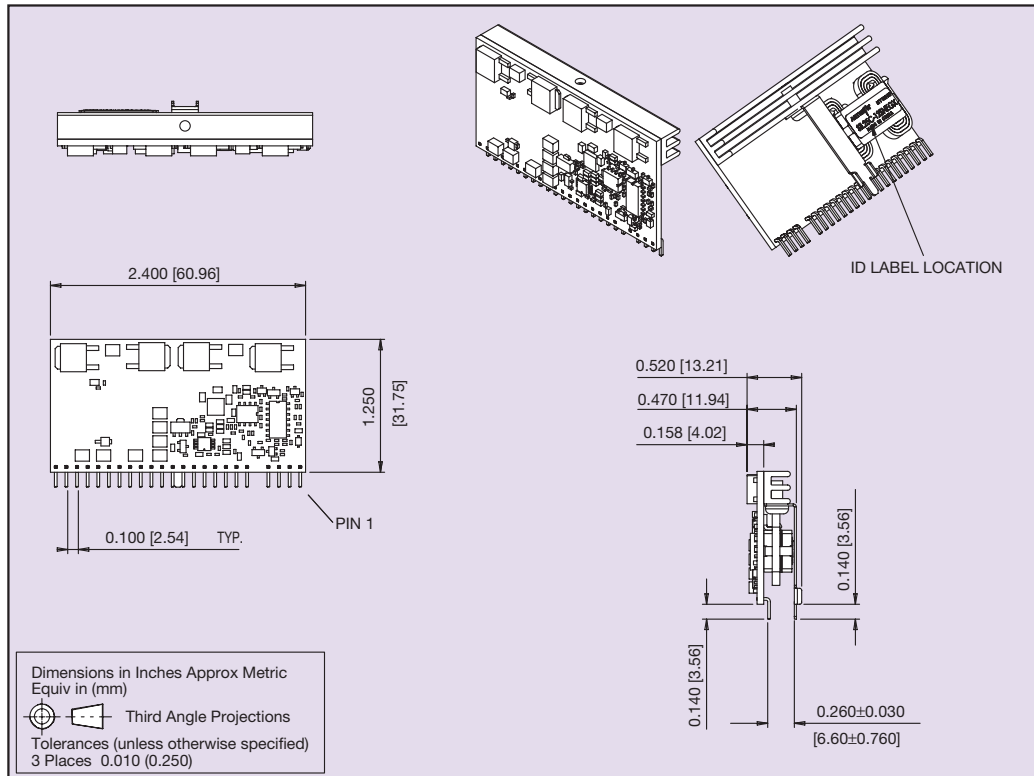 ID LABEL LOCATION
2.400 [60.96]
1.250
[31.75]
PIN 1
0.100 [2.54] TYP.
0.520 [13.21]
0.470 [11.94]
0.158 [4.02]
0.140 [3.56]
0.140 [3.56]
0.260±0.030
[6.60±0.760]
Dimensions in Inches Approx Metric
Equiv in (mm)
Third Angle Projections
Tolerances (unless otherwise specified)
3 Places 0.010 (0.250)